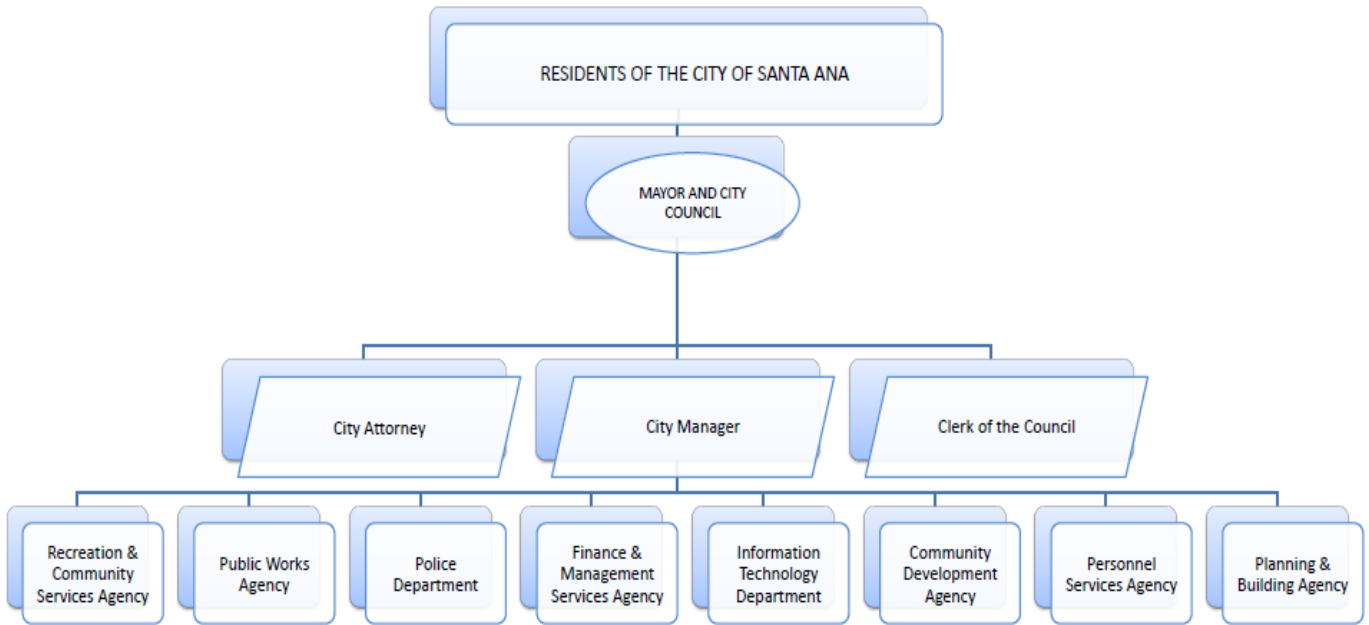 RESIDENTS OF THE CITY OF SANTA ANA
MAYOR AND CITY
COUNCIL
City Attorney
City Manager
Clerk of the Council
Recreation &
Community
Services Agency
Public Works
Agency
Police
Department
Finance &
Management
Services Agency
Information
Technology
Department
Community
Development
Agency
Personnel
Services Agency
Planning &
Building Agency